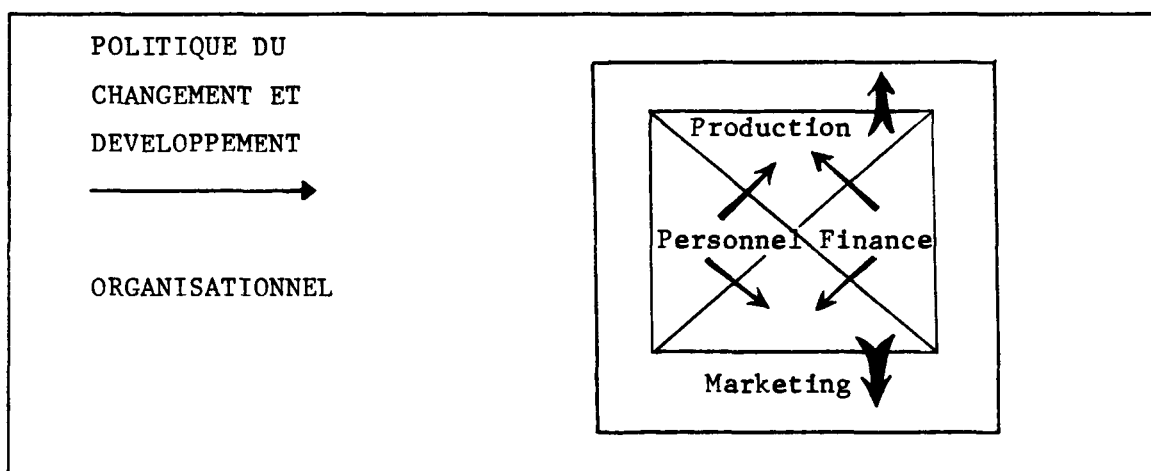 POLITIQUE DU
CHANGEMENT ET
DEVELOPPEMENT
ORGANISATIONNEL
Production
Personnel Finance
Marketing